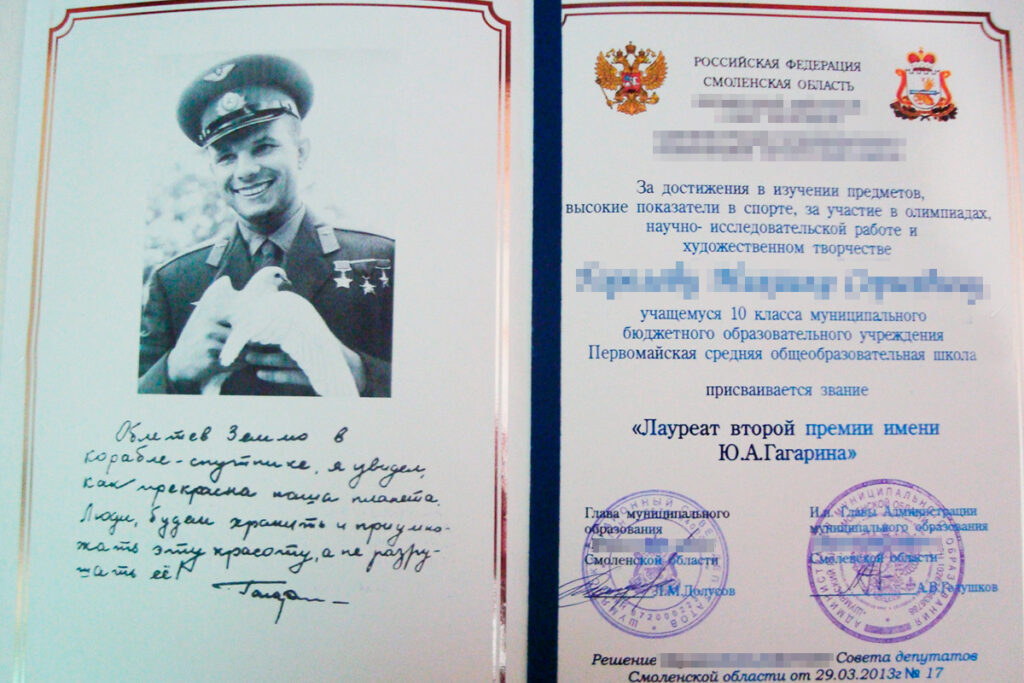 Облетев Землю в
корабле-спутнике, я увидел,
как прекрасна наша планета.
Люди, будем хранить и приумно-
жать эту красоту, а не разру-
шать её!
Гагарин
РОССИЙСКАЯ ФЕДЕРАЦИЯ
СМОЛЕНСКАЯ ОБЛАСТЬ
За достижения в изучении предметов,
высокие показатели в спорте, за участие в олимпиадах,
научно- исследовательской работе и
художественном творчестве
учащемуся 10 класса муниципального
бюджетного образовательного учреждения
Первомайская средняя общеобразовательная школа
присваивается звание
«Лауреат второй премии имени
Ю.А.Гагарина»
Глава муниципального
образования
Смоленской области
Л.М.Долусов
И.п. Главы Администрации
муниципального образования
Смоленской области
А.В.Голушков
Решение Совета депутатов
Смоленской области от 29.03.2013г № 17